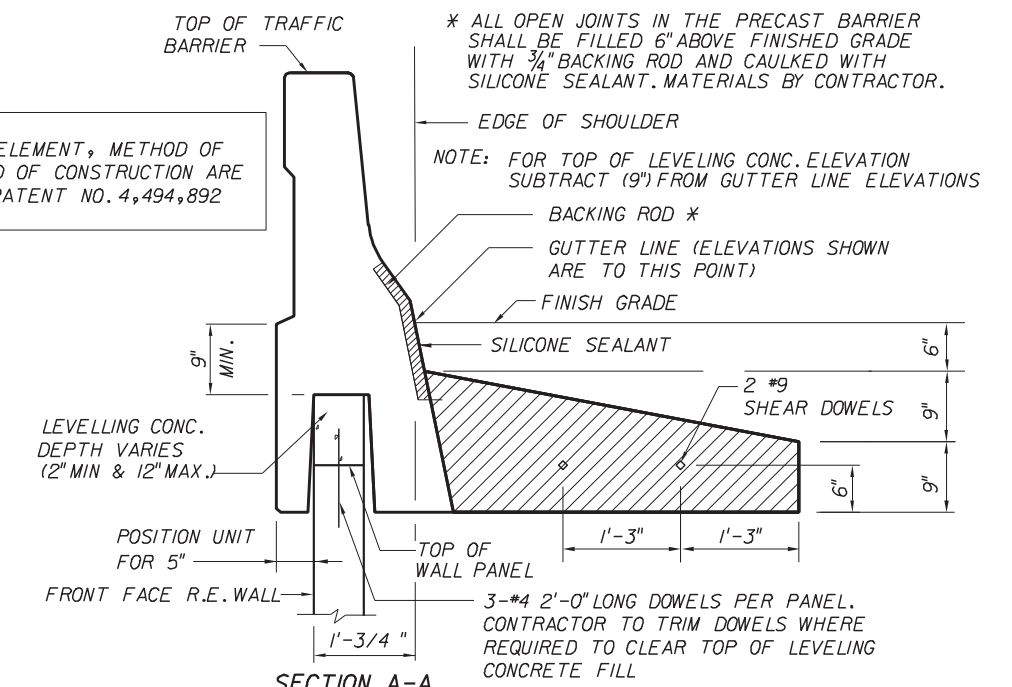 TOP OF TRAFFIC
BARRIER
* ALL OPEN JOINTS IN THE PRECAST BARRIER
SHALL BE FILLED 6" ABOVE FINISHED GRADE
WITH 3/4" BACKING ROD AND CAULKED WITH
SILICONE SEALANT. MATERIALS BY CONTRACTOR.
EDGE OF SHOULDER
ELEMENT, METHOD OF
OF CONSTRUCTION ARE
PATENT NO. 4,494,892
NOTE: FOR TOP OF LEVELING CONC. ELEVATION
SUBTRACT (9") FROM GUTTER LINE ELEVATIONS
BACKING ROD *
GUTTER LINE (ELEVATIONS SHOWN
ARE TO THIS POINT)
FINISH GRADE
SILICONE SEALANT
6"
9"
MIN.
2 #9
SHEAR DOWELS
9"
LEVELLING CONC.
DEPTH VARIES
(2" MIN & 12" MAX.)
6"
9"
1'-3"
1'-3"
POSITION UNIT
FOR 5"
TOP OF
WALL PANEL
FRONT FACE R.E. WALL
3-#4 2'-0" LONG DOWELS PER PANEL.
CONTRACTOR TO TRIM DOWELS WHERE
REQUIRED TO CLEAR TOP OF LEVELING
CONCRETE FILL
1'-3/4 "
SECTION A-A